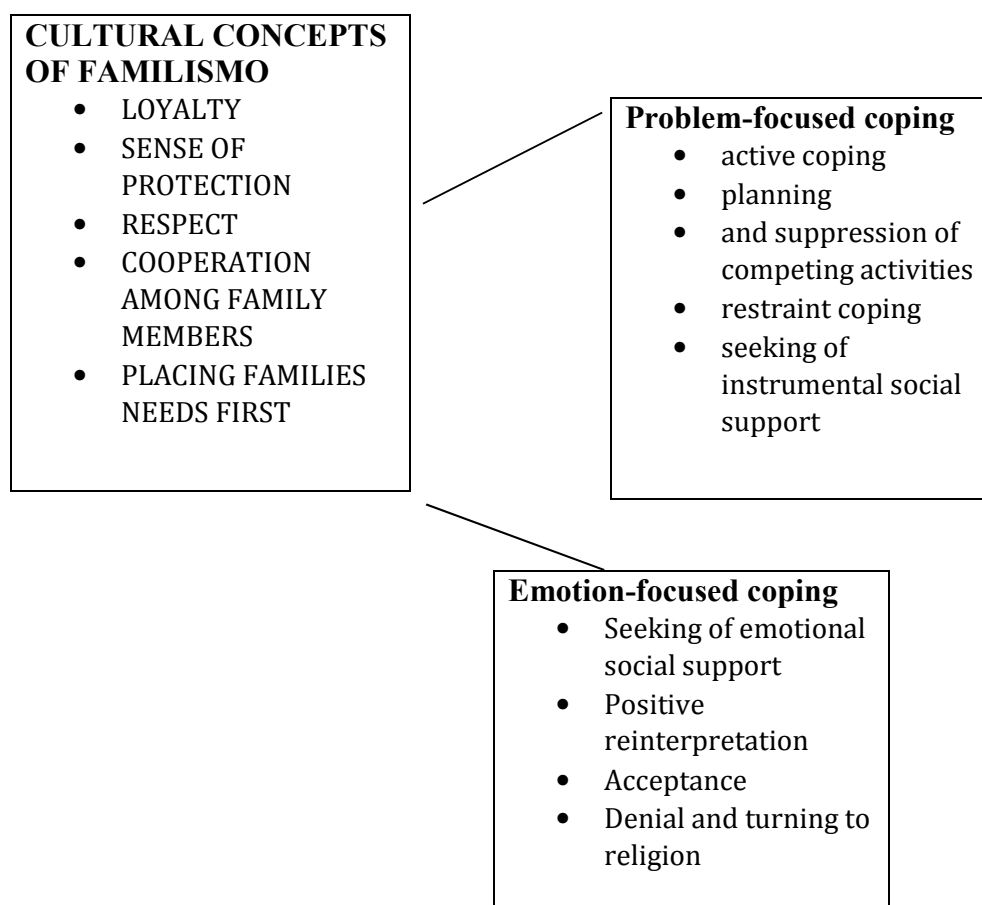 CULTURAL CONCEPTS
OF FAMILISMO
• LOYALTY
• SENSE OF
PROTECTION
• RESPECT
• COOPERATION
AMONG FAMILY
MEMBERS
• PLACING FAMILIES
NEEDS FIRST
Problem-focused coping
• active coping
• planning
• and suppression of
competing activities
• restraint coping
• seeking of
instrumental social
support
Emotion-focused coping
• Seeking of emotional
social support
• Positive
reinterpretation
• Acceptance
• Denial and turning to
religion